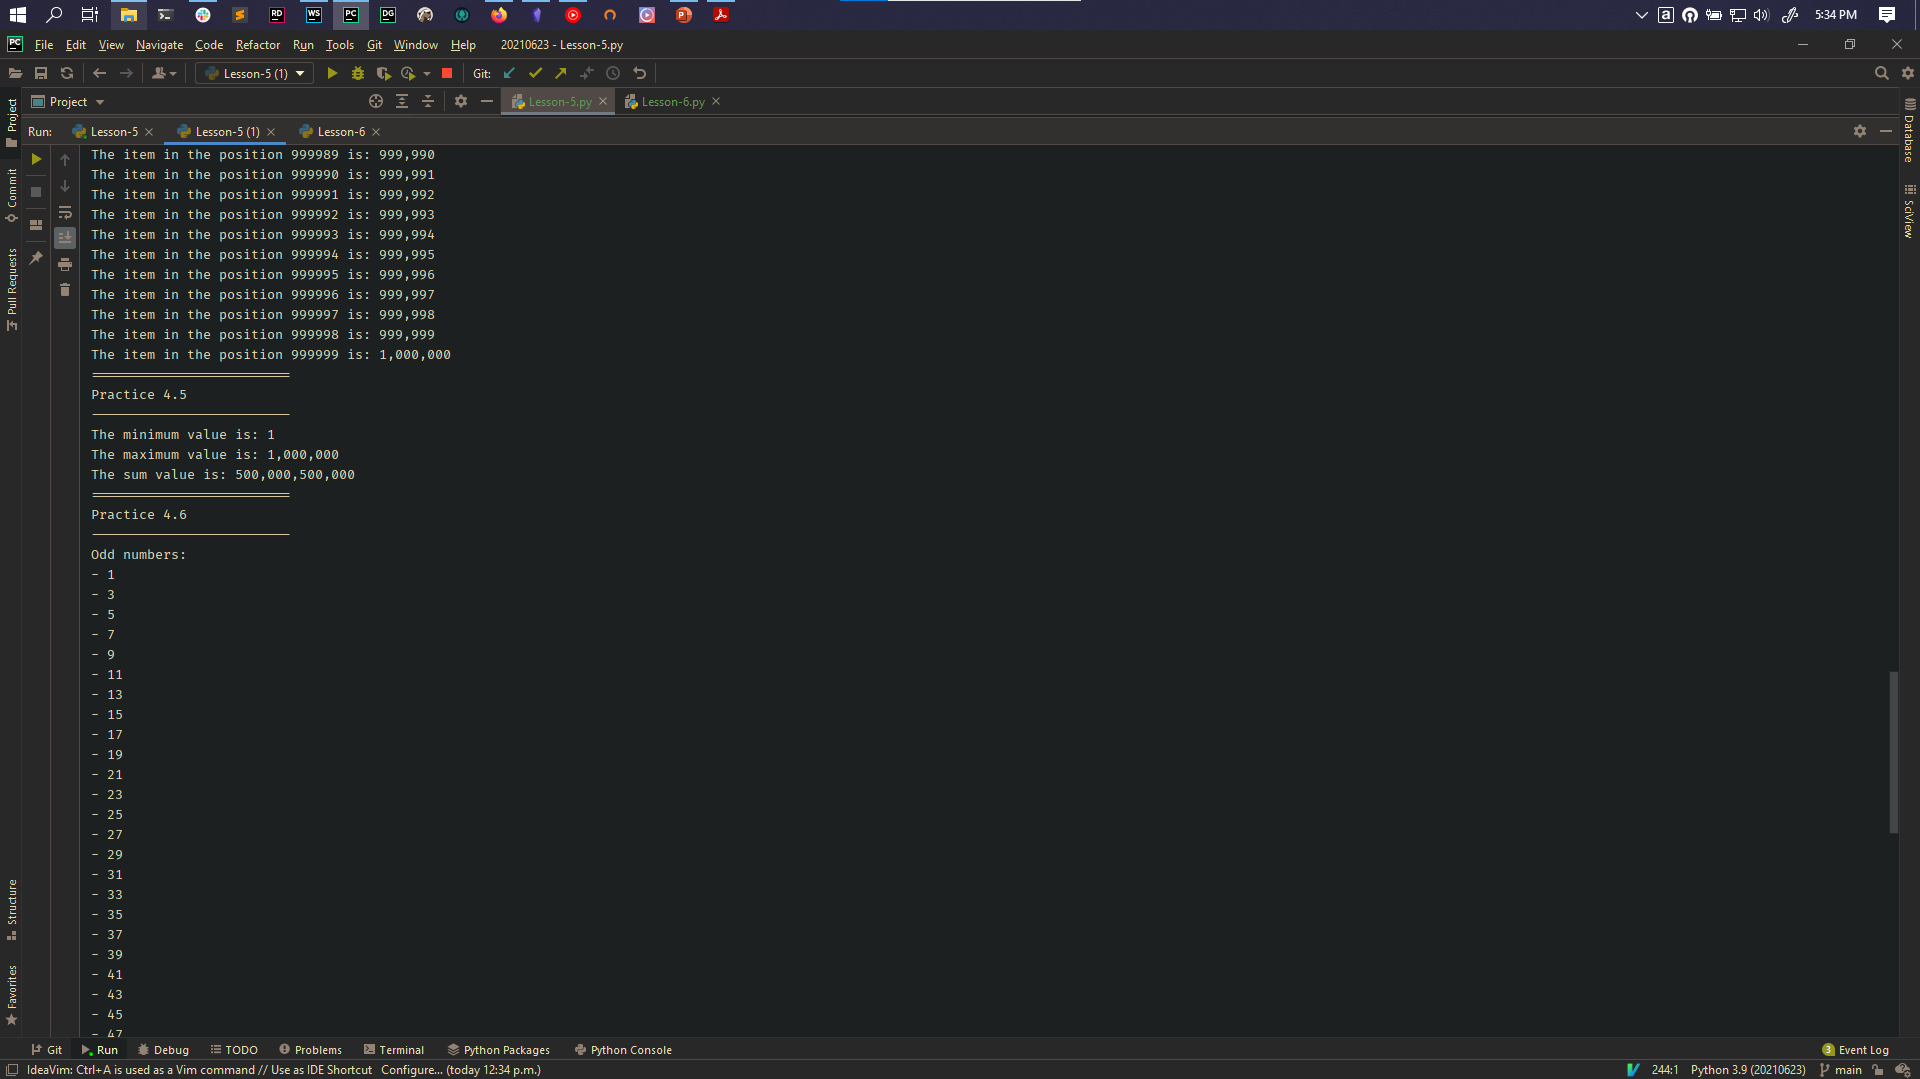 5:34 PM
File Edit View Navigate Code Refactor Run Tools Git Window Help 20210623 - Lesson-5.py
Lesson-5 (1) Git:
Project Lesson-5.py Lesson-6.py
Run: Lesson-5 Lesson-5 (1) Lesson-6
The item in the position 999989 is: 999,990
The item in the position 999990 is: 999,991
The item in the position 999991 is: 999,992
The item in the position 999992 is: 999,993
The item in the position 999993 is: 999,994
The item in the position 999994 is: 999,995
The item in the position 999995 is: 999,996
The item in the position 999996 is: 999,997
The item in the position 999997 is: 999,998
The item in the position 999998 is: 999,999
The item in the position 999999 is: 1,000,000
=========================
Practice 4.5
-------------------------
The minimum value is: 1
The maximum value is: 1,000,000
The sum value is: 500,000,500,000
=========================
Practice 4.6
-------------------------
Odd numbers:
- 1
- 3
- 5
- 7
- 9
- 11
- 13
- 15
- 17
- 19
- 21
- 23
- 25
- 27
- 29
- 31
- 33
- 35
- 37
- 39
- 41
- 43
- 45
- 47
Project
Commit
Pull Requests
Structure
Favorites
Database
SciView
Git Run Debug TODO Problems Terminal Python Packages Python Console 3 Event Log
IdeaVim: Ctrl+A is used as a Vim command // Use as IDE Shortcut Configure... (today 12:34 p.m.) 244:1 Python 3.9 (20210623) main
RD
WS
PC
DG
PC